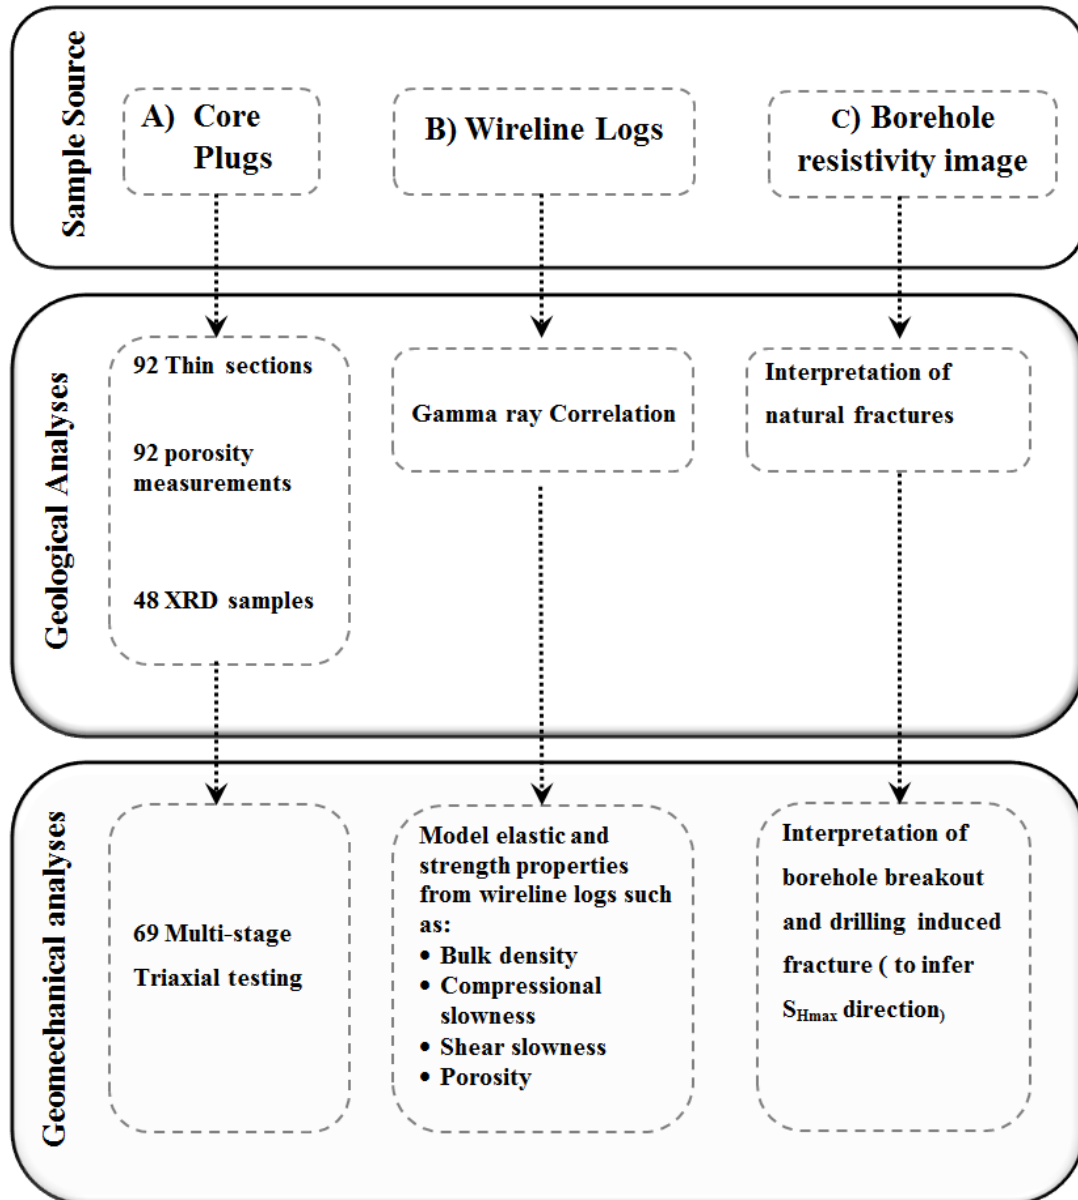 Sample Source
A) Core
Plugs
B) Wireline Logs
C) Borehole
resistivity image
Geological Analyses
92 Thin sections
92 porosity
measurements
48 XRD samples
Gamma ray Correlation
Interpretation of
natural fractures
Geomechanical analyses
69 Multi-stage
Triaxial testing
Model elastic and
strength properties
from wireline logs such
as:
• Bulk density
• Compressional
slowness
• Shear slowness
• Porosity
Interpretation of
borehole breakout
and drilling induced
fracture ( to infer
SHmax direction)